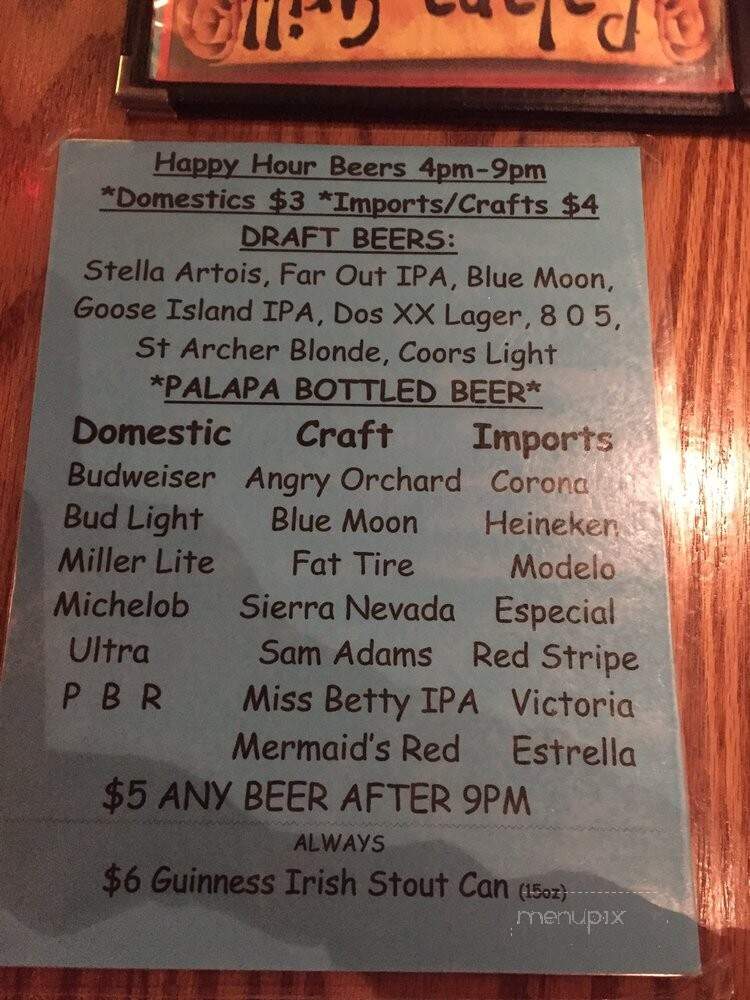 Palapa Grill
Happy Hour Beers 4pm-9pm
*Domestics $3 *Imports/Crafts $4
DRAFT BEERS:
Stella Artois, Far Out IPA, Blue Moon,
Goose Island IPA, Dos XX Lager, 8 0 5,
St Archer Blonde, Coors Light
*PALAPA BOTTLED BEER*
Domestic Craft Imports
Budweiser Angry Orchard Corona
Bud Light Blue Moon Heineken
Miller Lite Fat Tire Modelo
Michelob Sierra Nevada Especial
Ultra Sam Adams Red Stripe
P B R Miss Betty IPA Victoria
Mermaid's Red Estrella
$5 ANY BEER AFTER 9PM
ALWAYS
$6 Guinness Irish Stout Can (15oz)
menupix